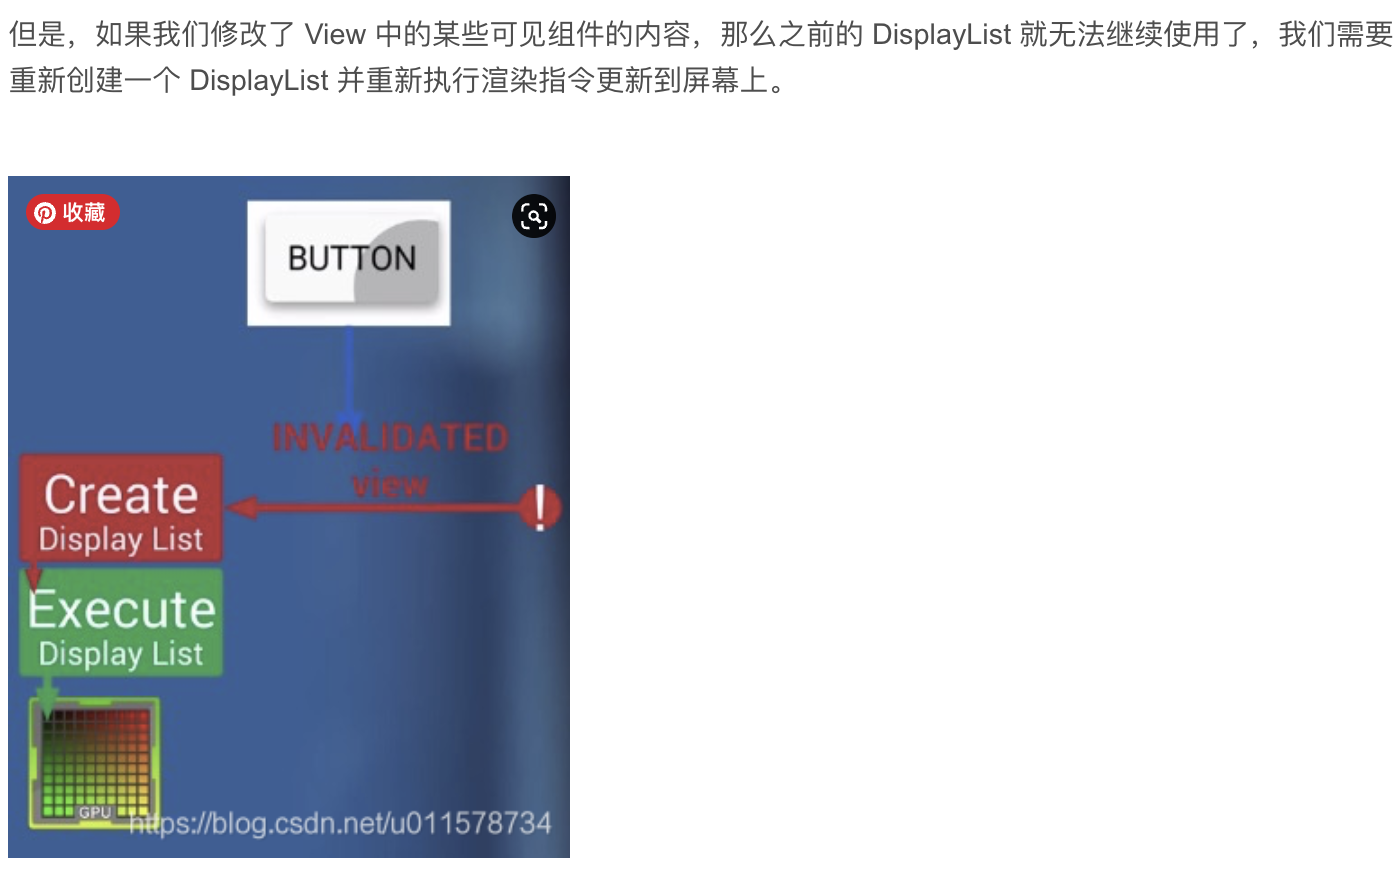 但是，如果我们修改了 View 中的某些可见组件的内容，那么之前的 DisplayList 就无法继续使用了，我们需要
重新创建一个 DisplayList 并重新执行渲染指令更新到屏幕上。
收藏
BUTTON
INVALIDATED
view
!
Create
Display List
Execute
Display List
GPU
https://blog.csdn.net/u011578734